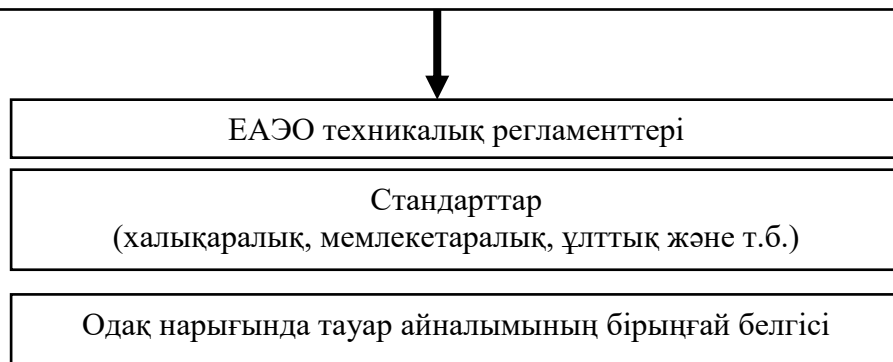 ЕАЭО техникалық регламенттері
Стандарттар
(халықаралық, мемлекетаралық, ұлттық және т.б.)
Одақ нарығында тауар айналымының бірыңғай белгісі